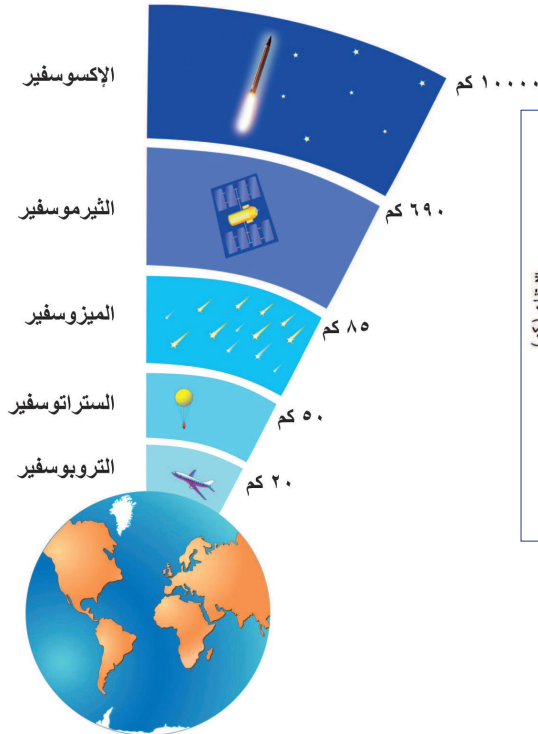 الإكسوسفير
١٠٠٠٠ كم
الثيرموسفير
٦٩٠ كم
الميزوسفير
٨٥ كم
الستراتوسفير
٥٠ كم
التروبوسفير
٢٠ كم